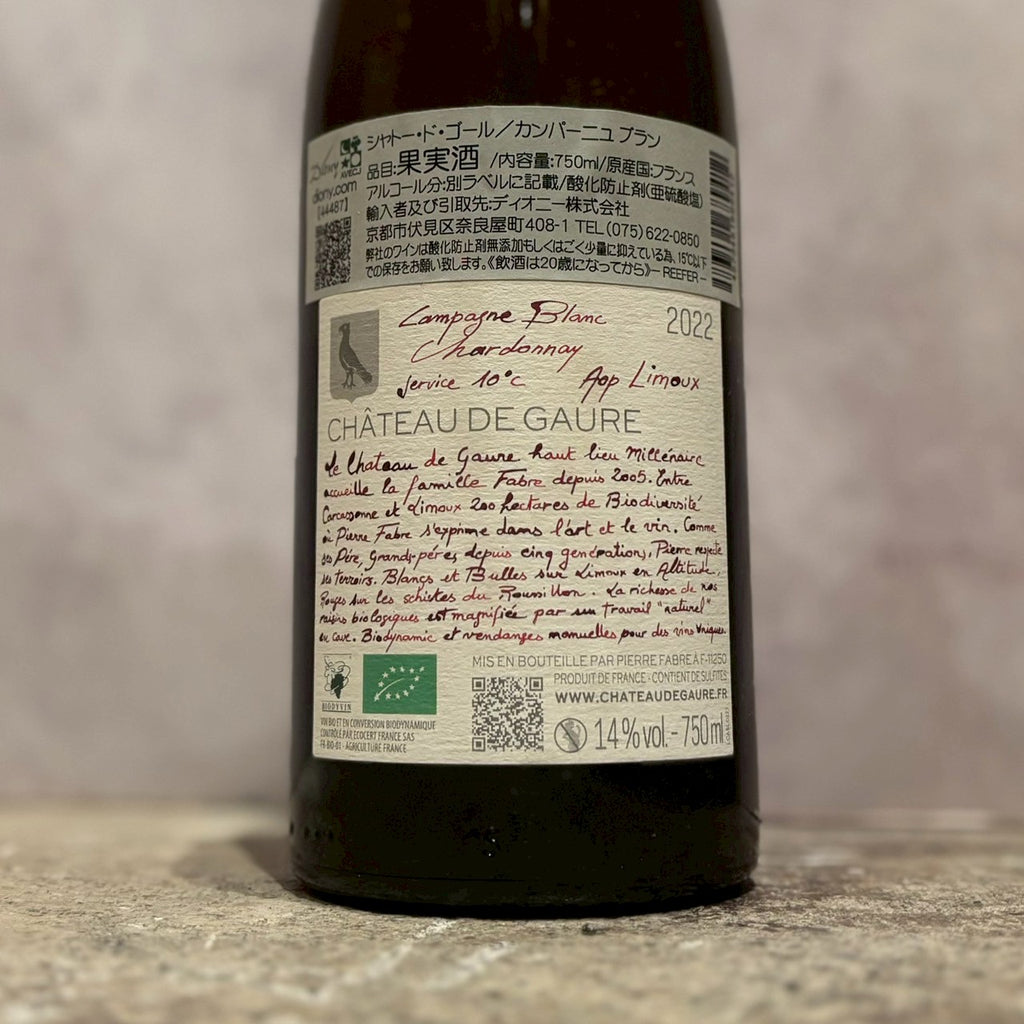 シャトー・ド・ゴール／カンパーニュ ブラン
品目:果実酒 /内容量:750ml/原産国:フランス
アルコール分:別ラベルに記載/酸化防止剤(亜硫酸塩)
輸入者及び引取先:ディオニー株式会社
京都市伏見区奈良屋町408-1 TEL(075)622-0850
弊社のワインは酸化防止剤無添加もしくはごく少量に抑えている為、15℃以下
での保存をお願い致します。《飲酒は20歳になってから》— REEFER —
Diony
AVEC
diony.com
[44487]
Campagne Blanc
2022
Chardonnay
Service 10°C
Aop Limoux
CHÂTEAU DE GAURE
Le Chateau de Gaure haut lieu Millénaire
accueille la famille Fabre depuis 2005. Entre
Carcassonne et Limoux 200 hectares de Biodiversité
où Pierre Fabre s'exprime dans l'art et le vin. Comme
ses Père, Grands-pères, depuis cinq générations, Pierre respecte
ses terroirs. Blancs et Bulles sur Limoux en Altitude,
Rouges sur les schistes du Roussillon. La richesse de nos
raisins biologiques est magnifiée par un travail "naturel"
en cave. Biodynamic et vendanges manuelles pour des vins uniques.
BIODYVIN
VIN BIO ET EN CONVERSION BIODYNAMIQUE
CONTRÔLÉ PAR ECOCERT FRANCE SAS
FR-BIO-01 - AGRICULTURE FRANCE
MIS EN BOUTEILLE PAR PIERRE FABRE À F-11250
PRODUIT DE FRANCE - CONTIENT DE SULFITES
WWW.CHATEAUDEGAURE.FR
14%vol.-750ml